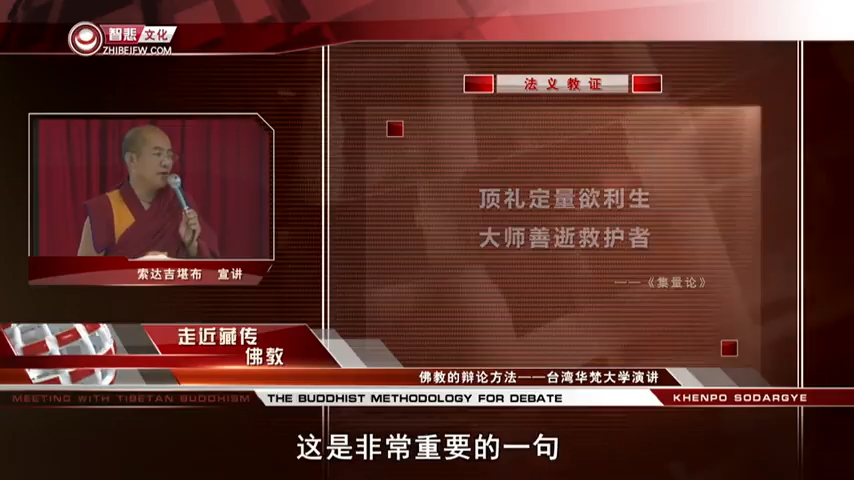 智悲文化
ZHIBEIFW.COM
法义教证
顶礼定量欲利生
大师善逝救护者
——《集量论》
索达吉堪布 宣讲
走近藏传
佛教
佛教的辩论方法——台湾华梵大学演讲
MEETING WITH TIBETAN BUDDHISM
THE BUDDHIST METHODOLOGY FOR DEBATE
KHENPO SODARGYE
这是非常重要的一句